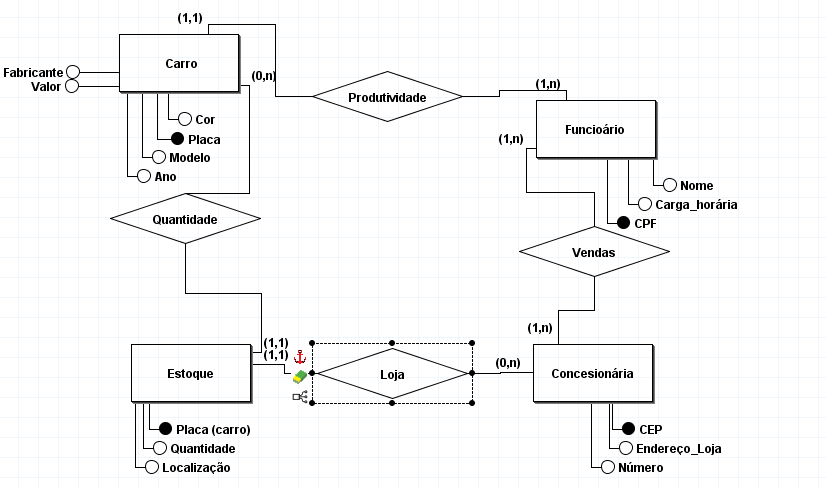 (1,1)
Carro
(0,n)
Fabricante
Valor
Produtividade
(1,n)
Cor
Placa
Modelo
Ano
Funcioário
(1,n)
Nome
Carga_horária
CPF
Quantidade
Vendas
(1,n)
(1,1)
(1,1)
(0,n)
Estoque
Loja
Concesionária
Placa (carro)
Quantidade
Localização
CEP
Endereço_Loja
Número